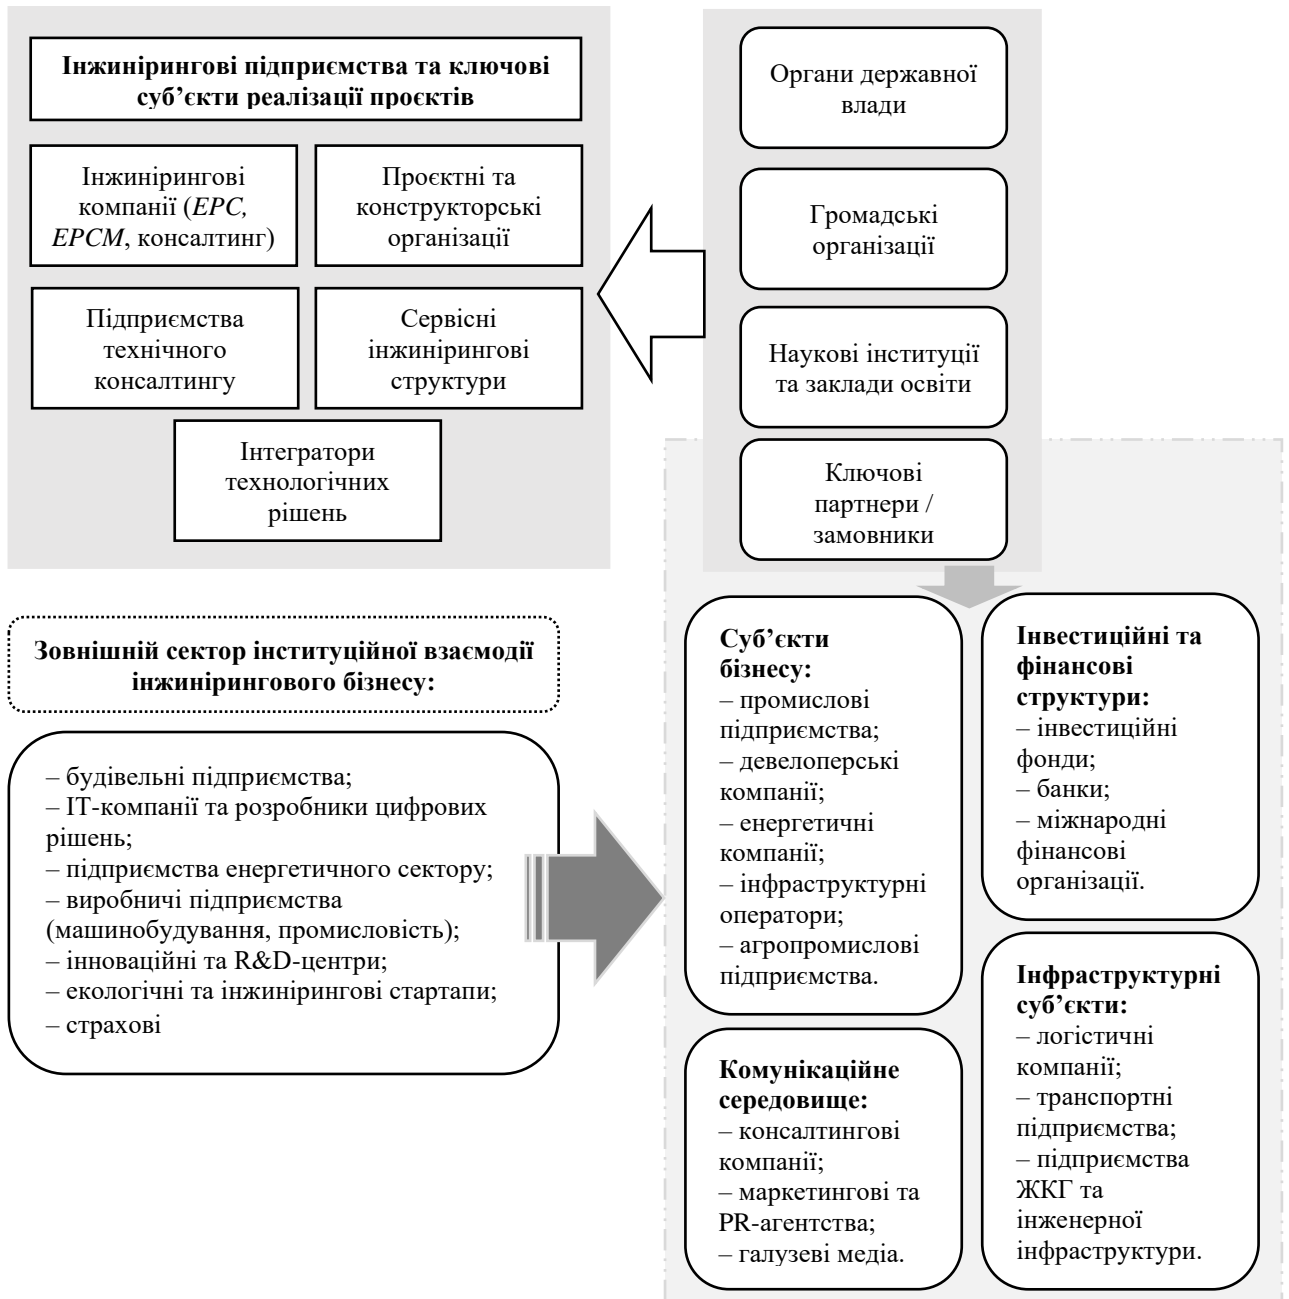 Інжинірингові підприємства та ключові
суб’єкти реалізації проєктів
Інжинірингові
компанії (EPC,
EPCM, консалтинг)
Проєктні та
конструкторські
організації
Підприємства
технічного
консалтингу
Сервісні
інжинірингові
структури
Інтегратори
технологічних
рішень
Органи державної
влади
Громадські
організації
Наукові інституції
та заклади освіти
Ключові
партнери /
замовники
Зовнішній сектор інституційної взаємодії
інжинірингового бізнесу:
– будівельні підприємства;
– ІТ-компанії та розробники цифрових
рішень;
– підприємства енергетичного сектору;
– виробничі підприємства
(машинобудування, промисловість);
– інноваційні та R&D-центри;
– екологічні та інжинірингові стартапи;
– страхові
Суб’єкти
бізнесу:
– промислові
підприємства;
– девелоперські
компанії;
– енергетичні
компанії;
– інфраструктурні
оператори;
– агропромислові
підприємства.
Інвестиційні та
фінансові
структури:
– інвестиційні
фонди;
– банки;
– міжнародні
фінансові
організації.
Комунікаційне
середовище:
– консалтингові
компанії;
– маркетингові та
PR-агентства;
– галузеві медіа.
Інфраструктурні
суб’єкти:
– логістичні
компанії;
– транспортні
підприємства;
– підприємства
ЖКГ та
інженерної
інфраструктури.